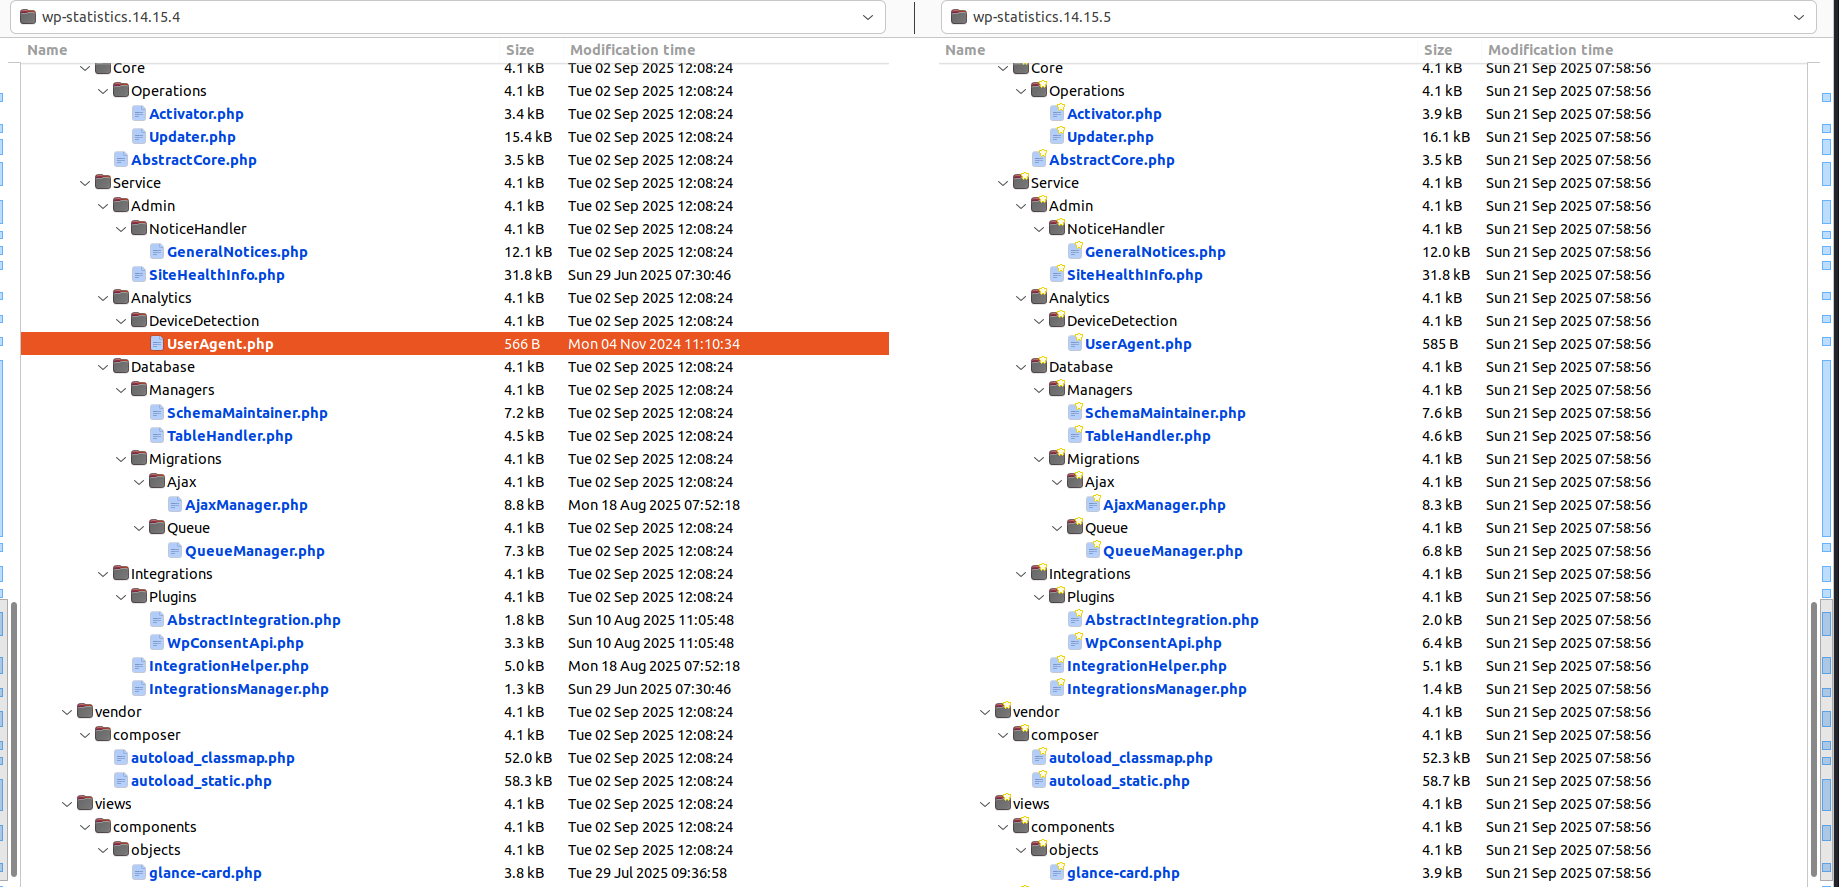 wp-statistics.14.15.4 wp-statistics.14.15.5
Name Size Modification time Name Size Modification time
Core 4.1 kB Tue 02 Sep 2025 12:08:24 Core 4.1 kB Sun 21 Sep 2025 07:58:56
Operations 4.1 kB Tue 02 Sep 2025 12:08:24 Operations 4.1 kB Sun 21 Sep 2025 07:58:56
Activator.php 3.4 kB Tue 02 Sep 2025 12:08:24 Activator.php 3.9 kB Sun 21 Sep 2025 07:58:56
Updater.php 15.4 kB Tue 02 Sep 2025 12:08:24 Updater.php 16.1 kB Sun 21 Sep 2025 07:58:56
AbstractCore.php 3.5 kB Tue 02 Sep 2025 12:08:24 AbstractCore.php 3.5 kB Sun 21 Sep 2025 07:58:56
Service 4.1 kB Tue 02 Sep 2025 12:08:24 Service 4.1 kB Sun 21 Sep 2025 07:58:56
Admin 4.1 kB Tue 02 Sep 2025 12:08:24 Admin 4.1 kB Sun 21 Sep 2025 07:58:56
NoticeHandler 4.1 kB Tue 02 Sep 2025 12:08:24 NoticeHandler 4.1 kB Sun 21 Sep 2025 07:58:56
GeneralNotices.php 12.1 kB Tue 02 Sep 2025 12:08:24 GeneralNotices.php 12.0 kB Sun 21 Sep 2025 07:58:56
SiteHealthInfo.php 31.8 kB Sun 29 Jun 2025 07:30:46 SiteHealthInfo.php 31.8 kB Sun 21 Sep 2025 07:58:56
Analytics 4.1 kB Tue 02 Sep 2025 12:08:24 Analytics 4.1 kB Sun 21 Sep 2025 07:58:56
DeviceDetection 4.1 kB Tue 02 Sep 2025 12:08:24 DeviceDetection 4.1 kB Sun 21 Sep 2025 07:58:56
UserAgent.php 566 B Mon 04 Nov 2024 11:10:34 UserAgent.php 585 B Sun 21 Sep 2025 07:58:56
Database 4.1 kB Tue 02 Sep 2025 12:08:24 Database 4.1 kB Sun 21 Sep 2025 07:58:56
Managers 4.1 kB Tue 02 Sep 2025 12:08:24 Managers 4.1 kB Sun 21 Sep 2025 07:58:56
SchemaMaintainer.php 7.2 kB Tue 02 Sep 2025 12:08:24 SchemaMaintainer.php 7.6 kB Sun 21 Sep 2025 07:58:56
TableHandler.php 4.5 kB Tue 02 Sep 2025 12:08:24 TableHandler.php 4.6 kB Sun 21 Sep 2025 07:58:56
Migrations 4.1 kB Tue 02 Sep 2025 12:08:24 Migrations 4.1 kB Sun 21 Sep 2025 07:58:56
Ajax 4.1 kB Tue 02 Sep 2025 12:08:24 Ajax 4.1 kB Sun 21 Sep 2025 07:58:56
AjaxManager.php 8.8 kB Mon 18 Aug 2025 07:52:18 AjaxManager.php 8.3 kB Sun 21 Sep 2025 07:58:56
Queue 4.1 kB Tue 02 Sep 2025 12:08:24 Queue 4.1 kB Sun 21 Sep 2025 07:58:56
QueueManager.php 7.3 kB Tue 02 Sep 2025 12:08:24 QueueManager.php 6.8 kB Sun 21 Sep 2025 07:58:56
Integrations 4.1 kB Tue 02 Sep 2025 12:08:24 Integrations 4.1 kB Sun 21 Sep 2025 07:58:56
Plugins 4.1 kB Tue 02 Sep 2025 12:08:24 Plugins 4.1 kB Sun 21 Sep 2025 07:58:56
AbstractIntegration.php 1.8 kB Sun 10 Aug 2025 11:05:48 AbstractIntegration.php 2.0 kB Sun 21 Sep 2025 07:58:56
WpConsentApi.php 3.3 kB Sun 10 Aug 2025 11:05:48 WpConsentApi.php 6.4 kB Sun 21 Sep 2025 07:58:56
IntegrationHelper.php 5.0 kB Mon 18 Aug 2025 07:52:18 IntegrationHelper.php 5.1 kB Sun 21 Sep 2025 07:58:56
IntegrationsManager.php 1.3 kB Sun 29 Jun 2025 07:30:46 IntegrationsManager.php 1.4 kB Sun 21 Sep 2025 07:58:56
vendor 4.1 kB Tue 02 Sep 2025 12:08:24 vendor 4.1 kB Sun 21 Sep 2025 07:58:56
composer 4.1 kB Tue 02 Sep 2025 12:08:24 composer 4.1 kB Sun 21 Sep 2025 07:58:56
autoload_classmap.php 52.0 kB Tue 02 Sep 2025 12:08:24 autoload_classmap.php 52.3 kB Sun 21 Sep 2025 07:58:56
autoload_static.php 58.3 kB Tue 02 Sep 2025 12:08:24 autoload_static.php 58.7 kB Sun 21 Sep 2025 07:58:56
views 4.1 kB Tue 02 Sep 2025 12:08:24 views 4.1 kB Sun 21 Sep 2025 07:58:56
components 4.1 kB Tue 02 Sep 2025 12:08:24 components 4.1 kB Sun 21 Sep 2025 07:58:56
objects 4.1 kB Tue 02 Sep 2025 12:08:24 objects 4.1 kB Sun 21 Sep 2025 07:58:56
glance-card.php 3.8 kB Tue 29 Jul 2025 09:36:58 glance-card.php 3.9 kB Sun 21 Sep 2025 07:58:56